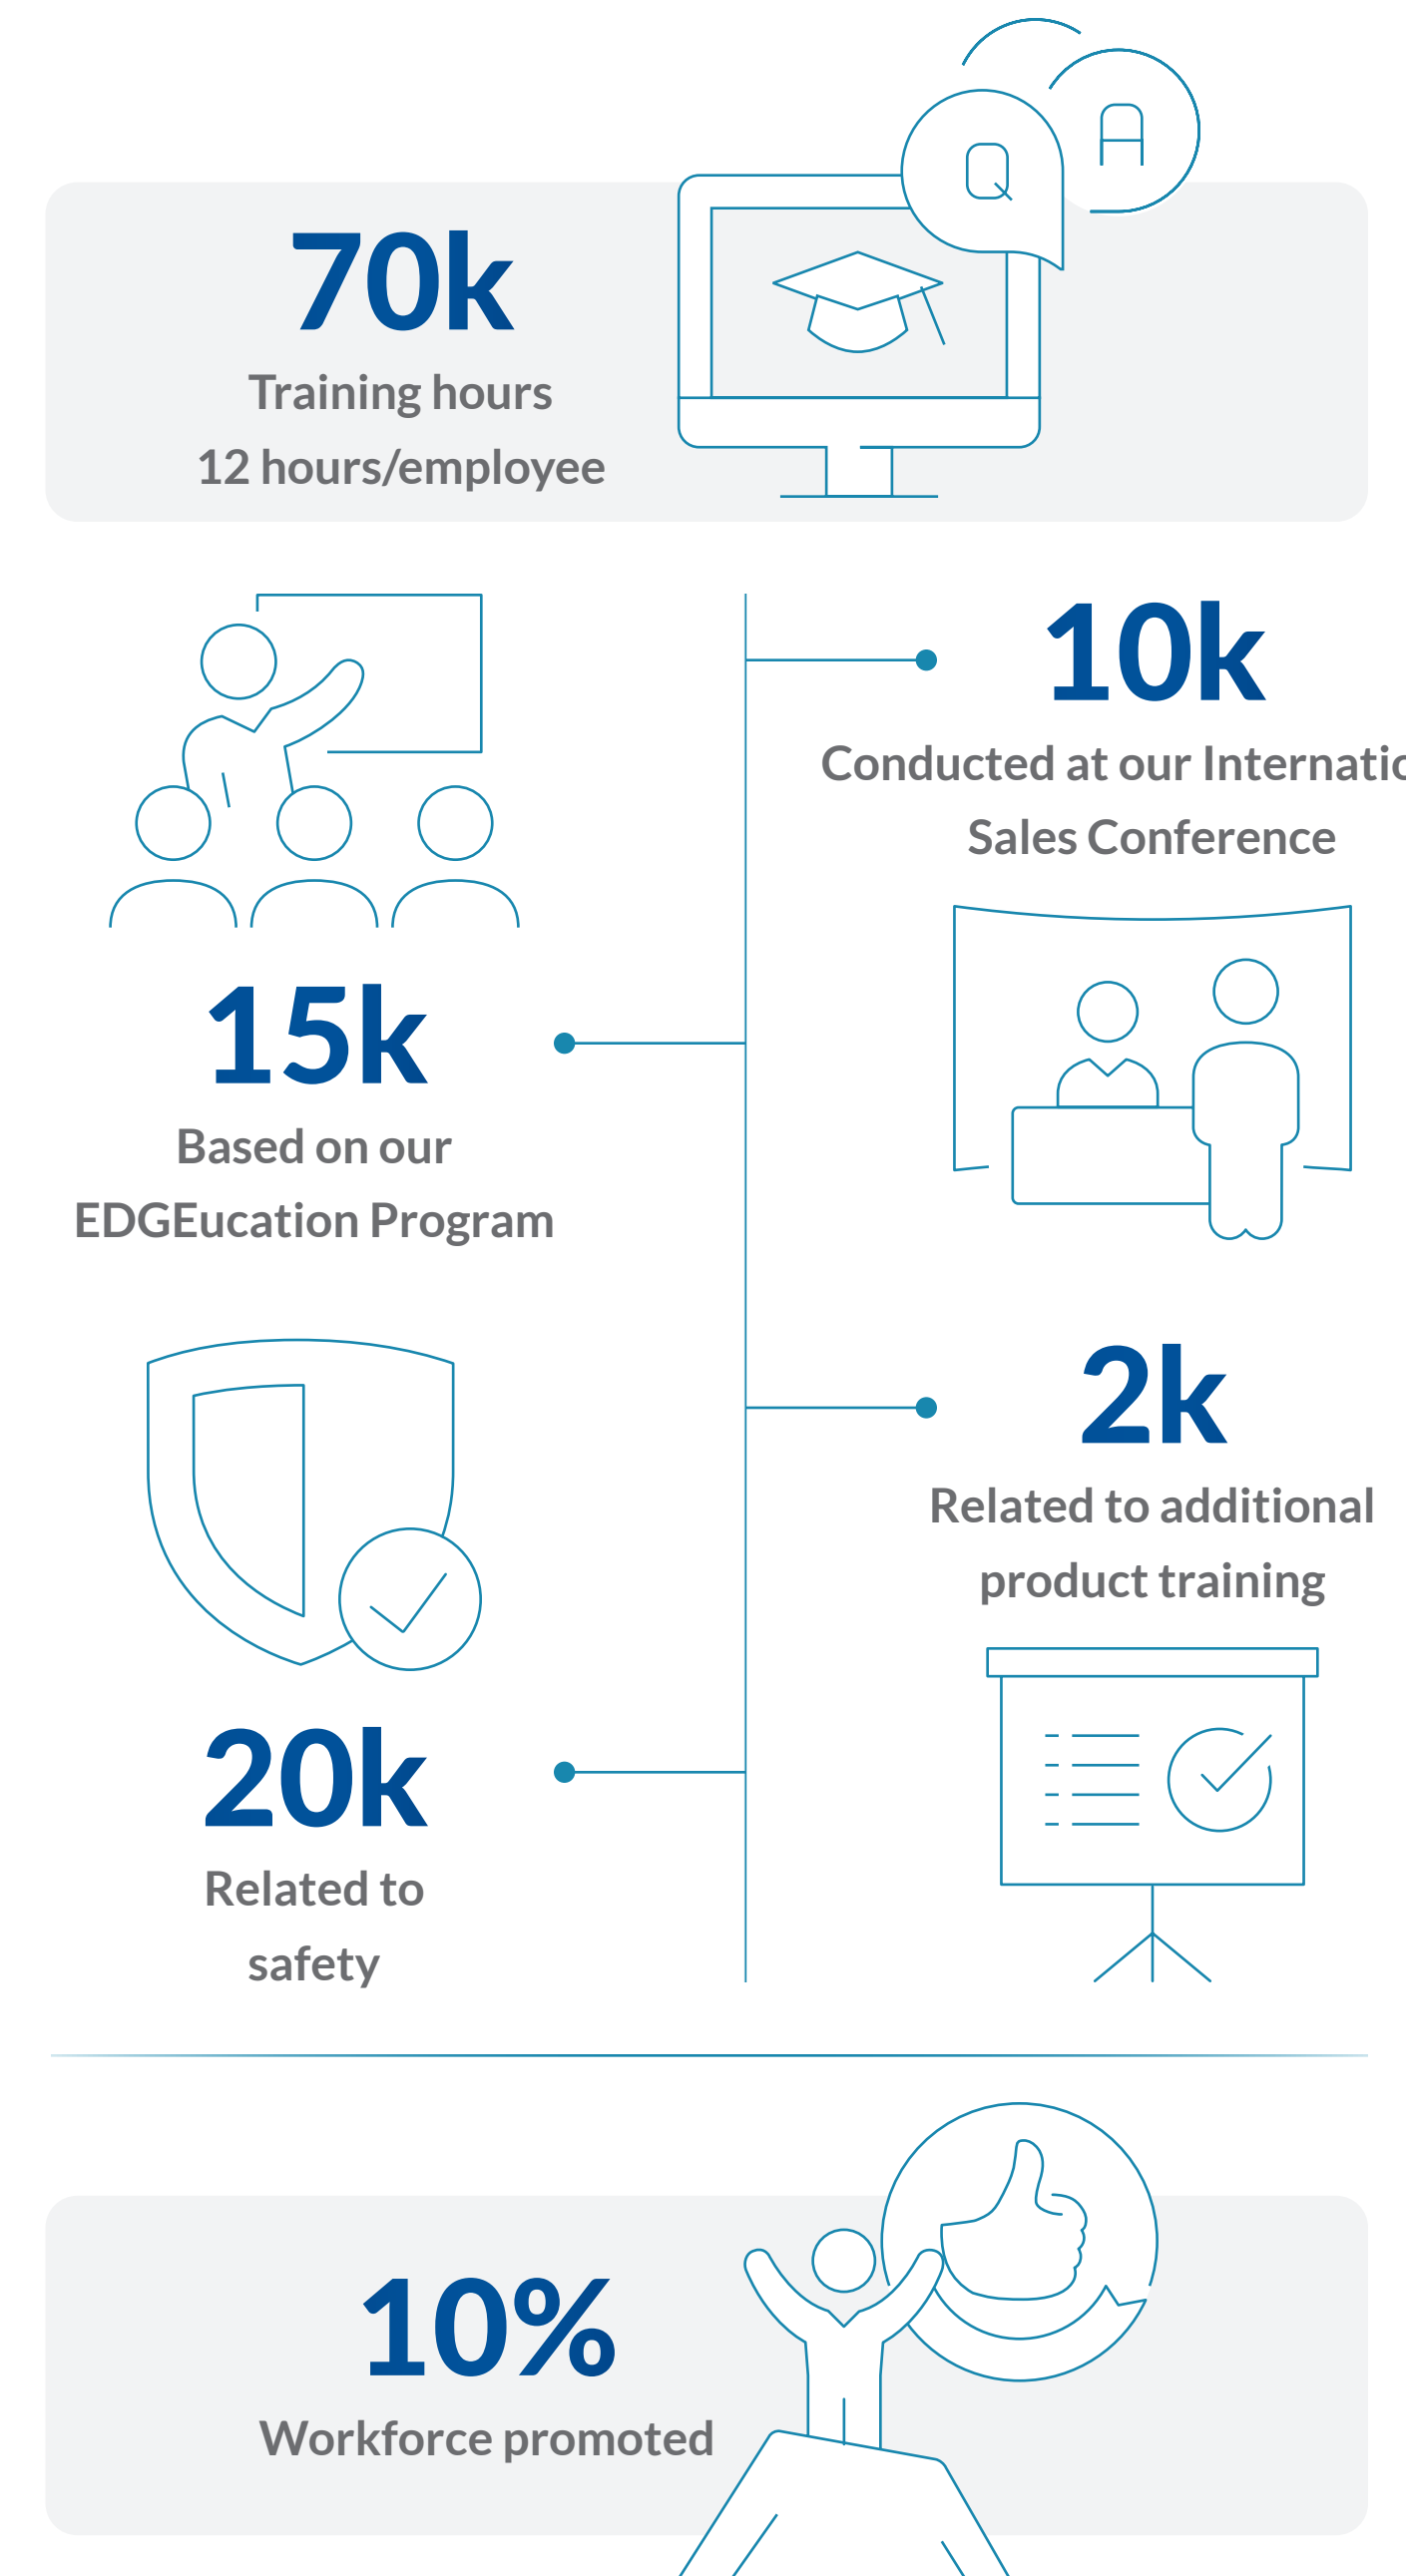 Q
A
70k
Training hours
12 hours/employee
10k
Conducted at our
Sales Conference
15k
Based on our
EDGEucation Program
2k
Related to additional
product training
20k
Related to
safety
10%
Workforce promoted